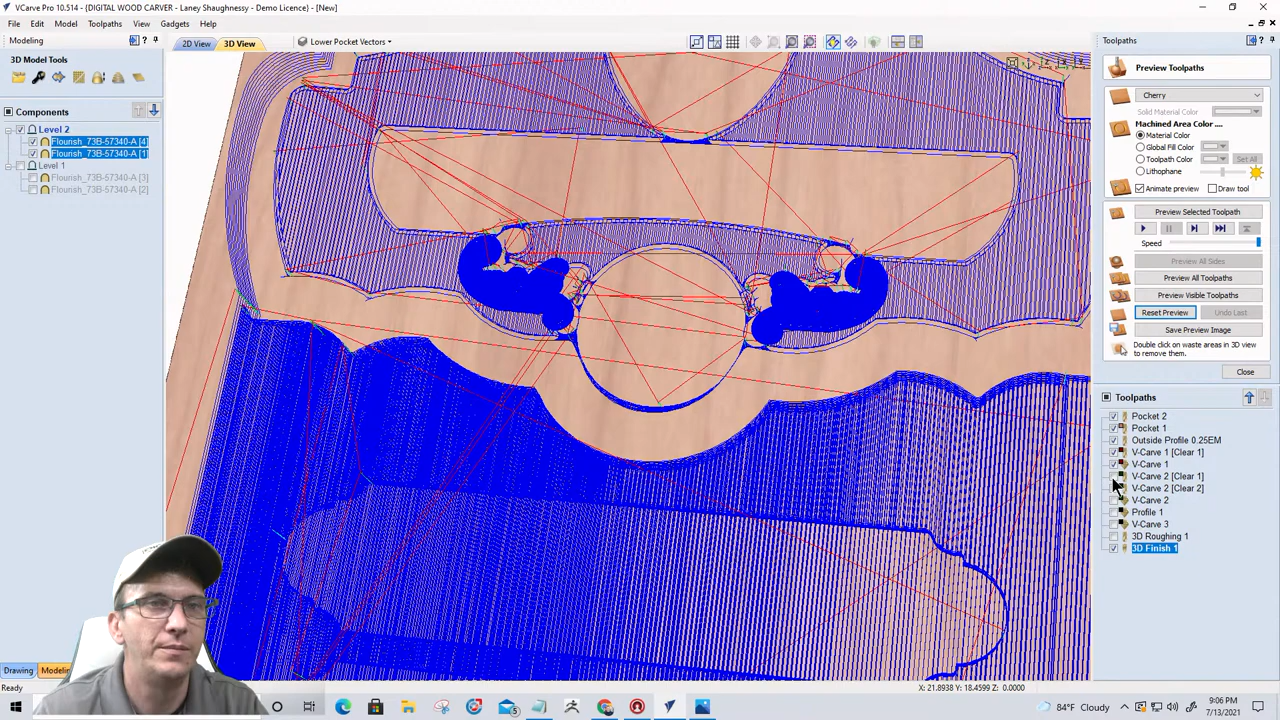 VCarve Pro 10.514 - {DIGITAL WOOD CARVER - Laney Shaughnessy - Demo Licence} - [New]
File Edit Model Toolpaths View Gadgets Help
Modeling
2D View 3D View Lower Pocket Vectors
3D Model Tools
Components
Level 2
Flourish_73B-57340-A [4]
Flourish_73B-57340-A [1]
Level 1
Flourish_73B-57340-A [3]
Flourish_73B-57340-A [2]
Drawing Modeling
Ready
X: 21.8938 Y: 18.4599 Z: 0.0000
Toolpaths
Preview Toolpaths
Cherry
Solid Material Color
Machined Area Color ....
Material Color
Global Fill Color
Toolpath Color Set All
Lithophane
Animate preview Draw tool
Preview Selected Toolpath
Speed
Preview All Sides
Preview All Toolpaths
Preview Visible Toolpaths
Reset Preview Undo Last
Save Preview Image
Double click on waste areas in 3D view
to remove them.
Close
Toolpaths
Pocket 2
Pocket 1
Outside Profile 0.25EM
V-Carve 1 [Clear 1]
V-Carve 1
V-Carve 2 [Clear 1]
V-Carve 2 [Clear 2]
V-Carve 2
Profile 1
V-Carve 3
3D Roughing 1
3D Finish 1
84°F Cloudy
9:06 PM
7/13/2021